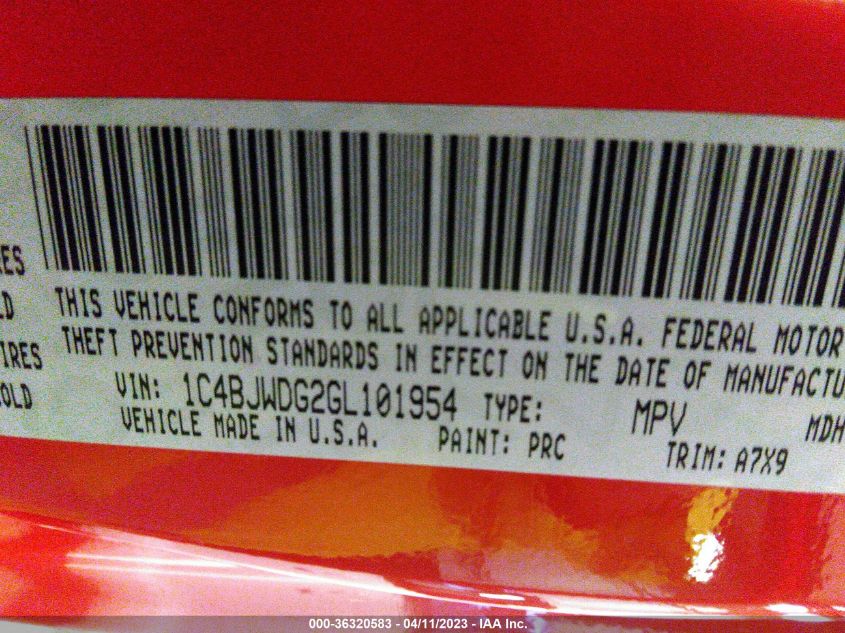 THIS VEHICLE CONFORMS TO ALL APPLICABLE U.S.A. FEDERAL MOTOR
THEFT PREVENTION STANDARDS IN EFFECT ON THE DATE OF MANUFACTU
VIN: 1C4BJWDG2GL101954 TYPE: MPV MDH
VEHICLE MADE IN U.S.A. PAINT: PRC TRIM: A7X9
ES
LD
IRES
OLD
000-36320583 - 04/11/2023 - IAA Inc.